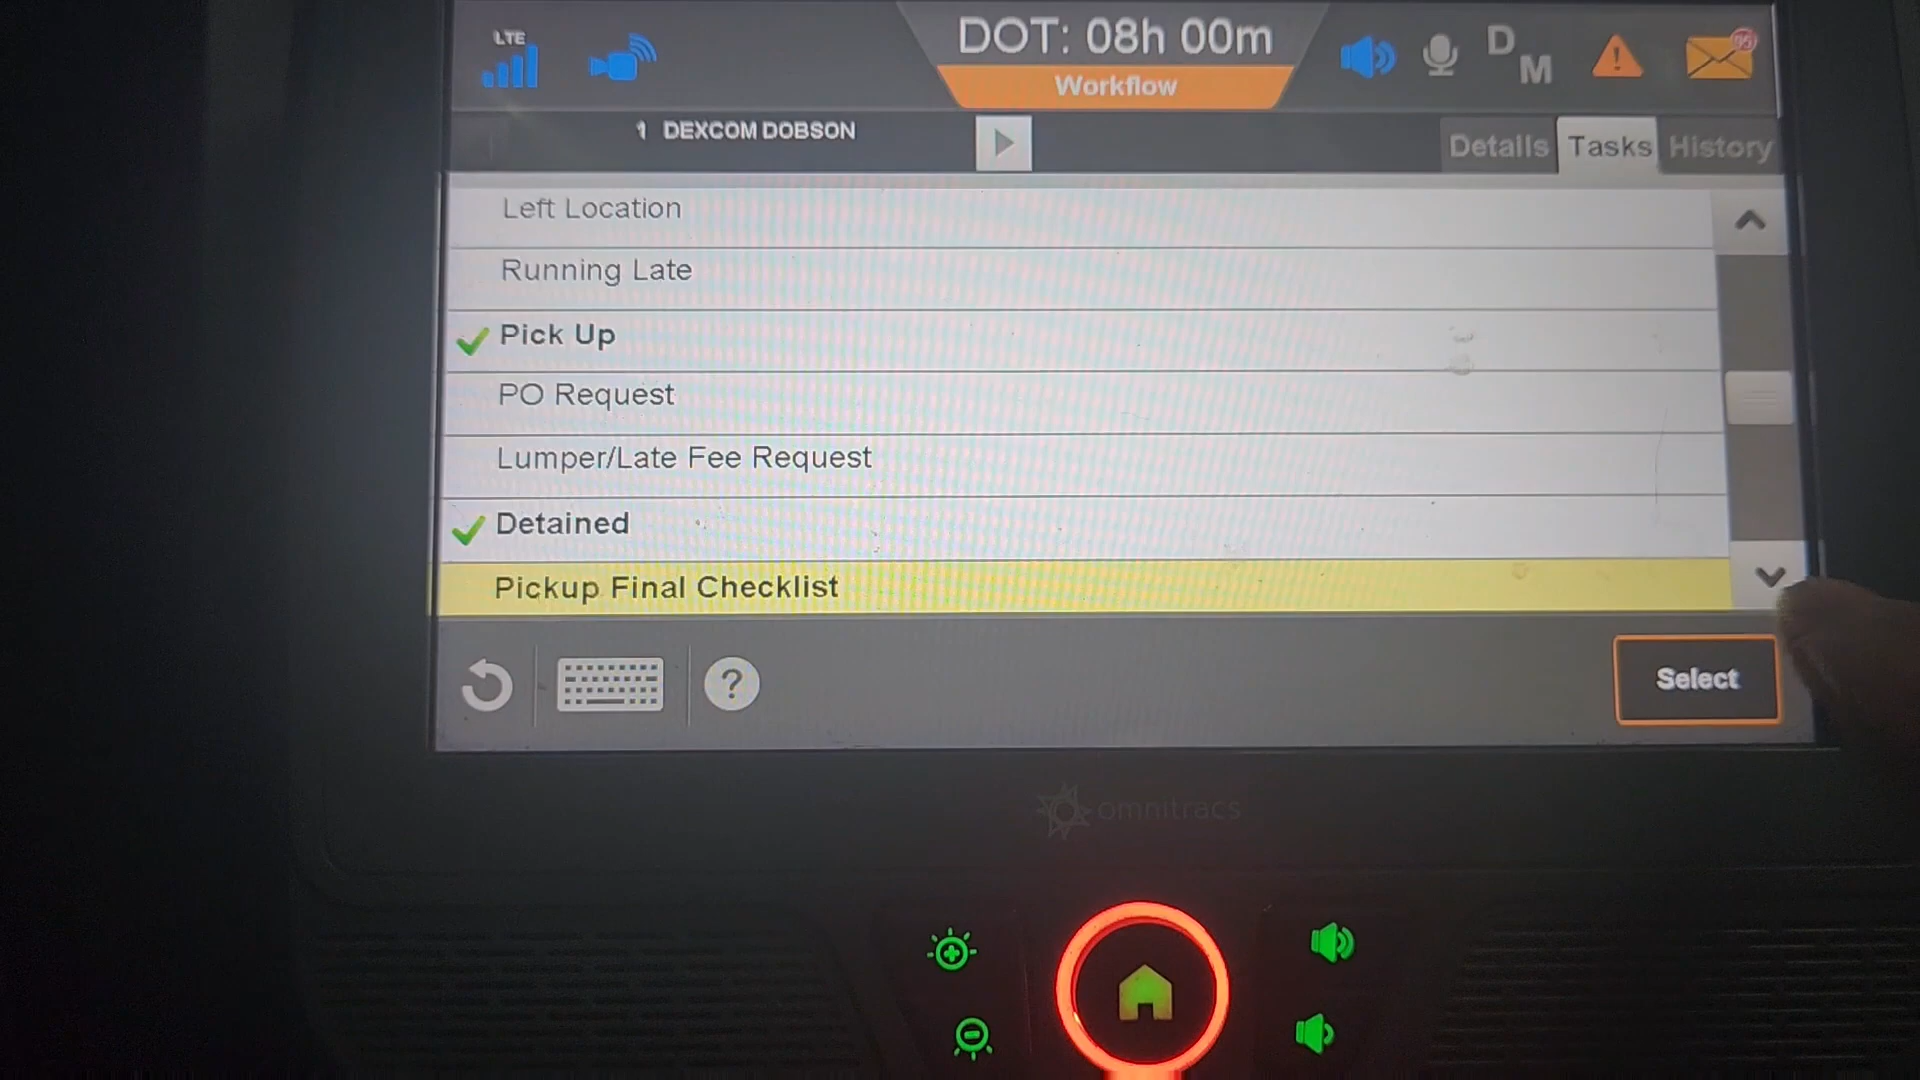 LTE
DOT: 08h 00m
D
M
Workflow
1 DEXCOM DOBSON
Details
Tasks
History
Left Location
Running Late
Pick Up
PO Request
Lumper/Late Fee Request
Detained
Pickup Final Checklist
?
Select
omnitracs